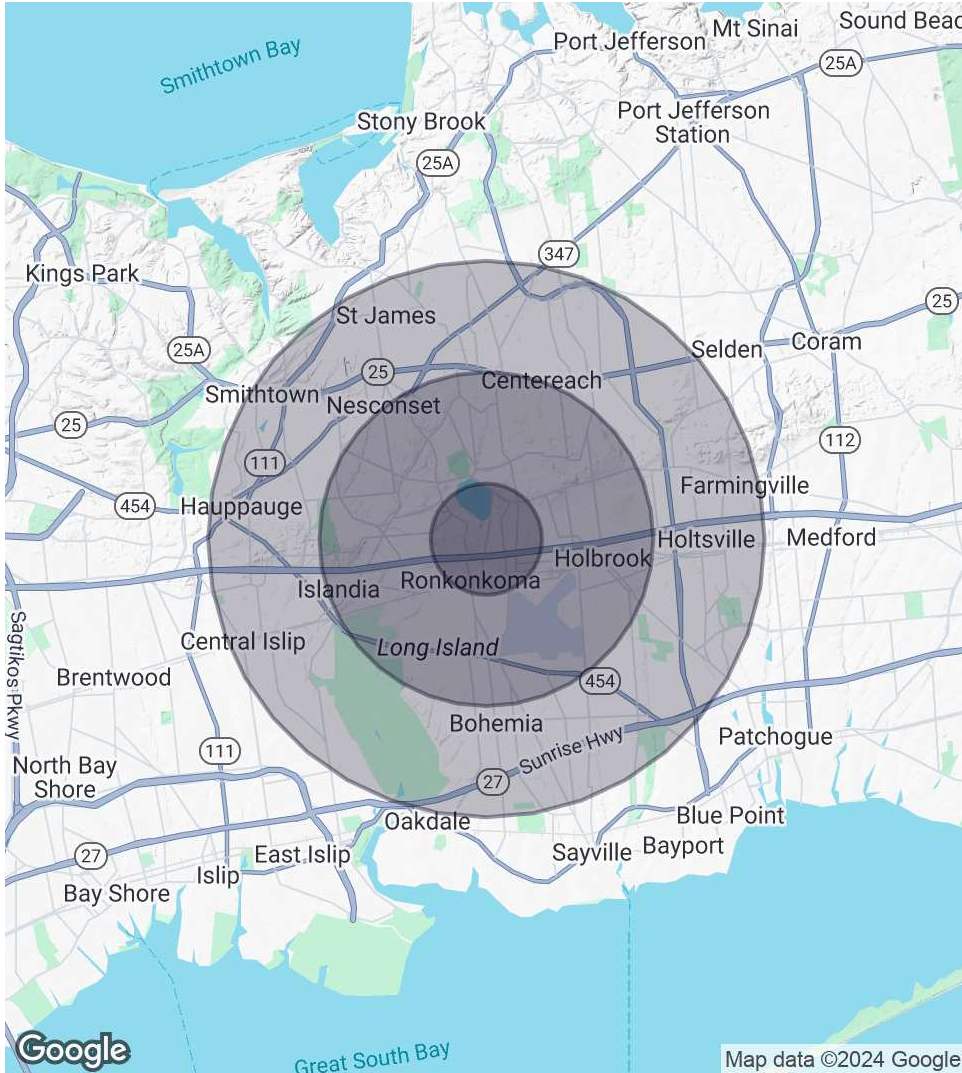 Mt Sinai
Sound Beac
Port Jefferson
25A
Smithtown Bay
Port Jefferson
Station
Stony Brook
25A
347
Kings Park
25
St James
25A
Selden
Coram
25
Centereach
Smithtown
Nesconset
25
112
111
Farmingville
454
Hauppauge
Holtsville
Medford
Holbrook
Ronkonkoma
Islandia
Central Islip
Long Island
Sagtikos Pkwy
Brentwood
454
Bohemia
Sunrise Hwy
Patchogue
111
North Bay
Shore
27
Blue Point
Oakdale
27
East Islip
Sayville
Bayport
Islip
Bay Shore
Google
Great South Bay
Map data ©2024 Google